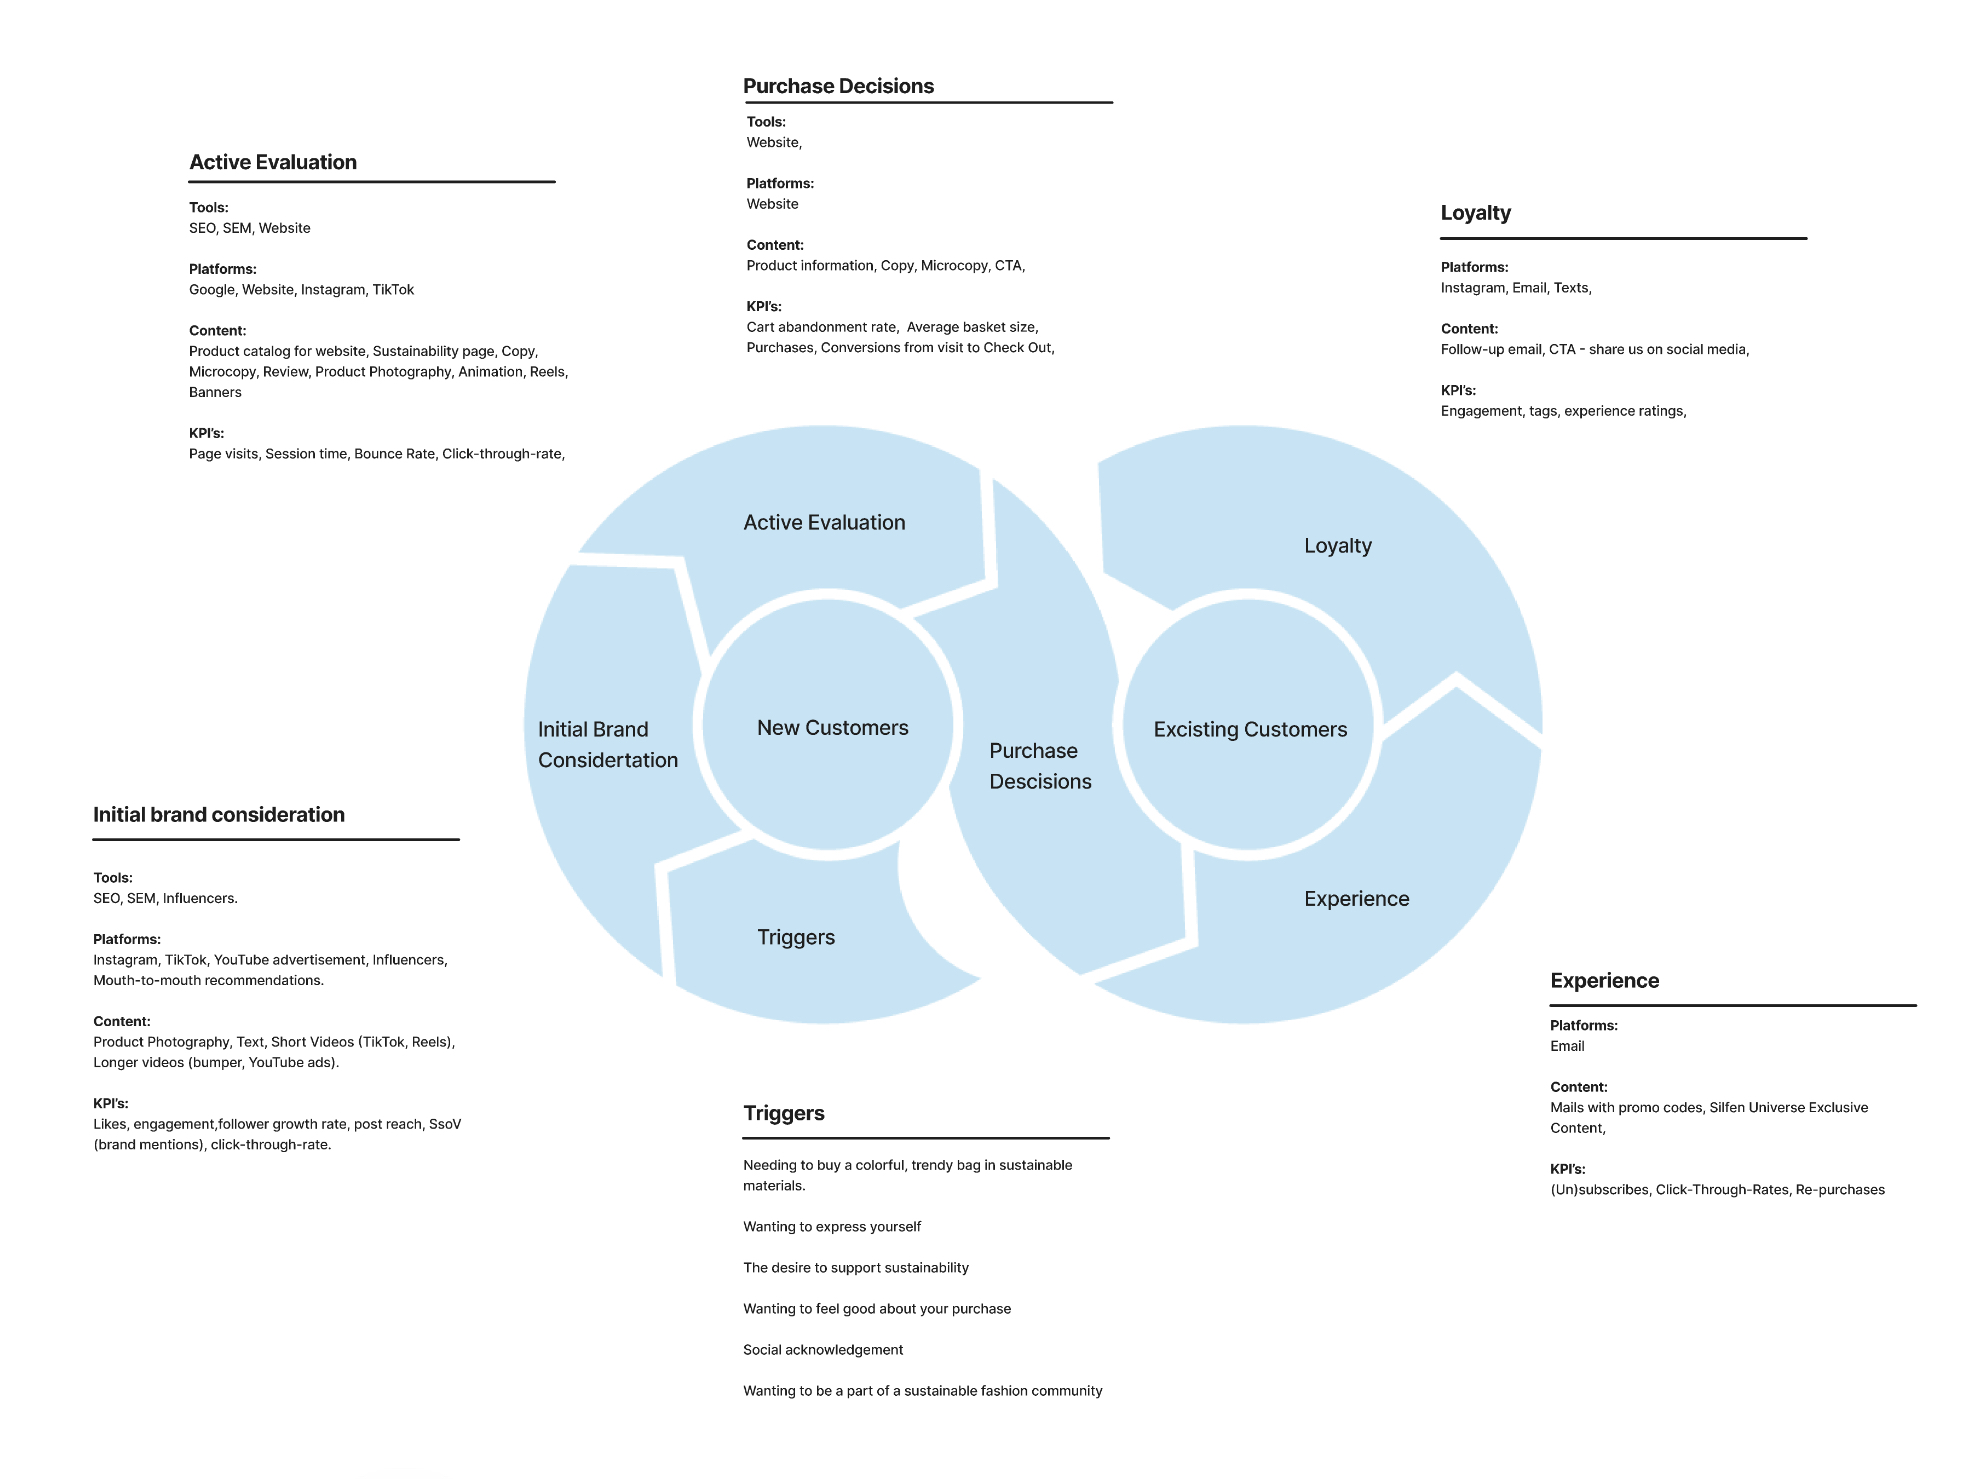 Purchase Decisions
Tools:
Website,
Platforms:
Website
Content:
Product information, Copy, Microcopy, CTA,
KPI's:
Cart abandonment rate,  Average basket size,
Purchases, Conversions from visit to Check Out,
Active Evaluation
Tools:
SEO, SEM, Website
Platforms:
Google, Website, Instagram, TikTok
Content:
Product catalog for website, Sustainability page, Copy,
Microcopy, Review, Product Photography, Animation, Reels,
Banners
KPI's:
Page visits, Session time, Bounce Rate, Click-through-rate,
Loyalty
Platforms:
Instagram, Email, Texts,
Content:
Follow-up email, CTA - share us on social media,
KPI's:
Engagement, tags, experience ratings,
Active Evaluation
Loyalty
Initial Brand
Considertation
New Customers
Purchase
Descisions
Excisting Customers
Triggers
Experience
Initial brand consideration
Tools:
SEO, SEM, Influencers.
Platforms:
Instagram, TikTok, YouTube advertisement, Influencers,
Mouth-to-mouth recommendations.
Content:
Product Photography, Text, Short Videos (TikTok, Reels),
Longer videos (bumper, YouTube ads).
KPI's:
Likes, engagement,follower growth rate, post reach, SsoV
(brand mentions), click-through-rate.
Experience
Platforms:
Email
Content:
Mails with promo codes, Silfen Universe Exclusive
Content,
KPI's:
(Un)subscribes, Click-Through-Rates, Re-purchases
Triggers
Needing to buy a colorful, trendy bag in sustainable
materials.
Wanting to express yourself
The desire to support sustainability
Wanting to feel good about your purchase
Social acknowledgement
Wanting to be a part of a sustainable fashion community